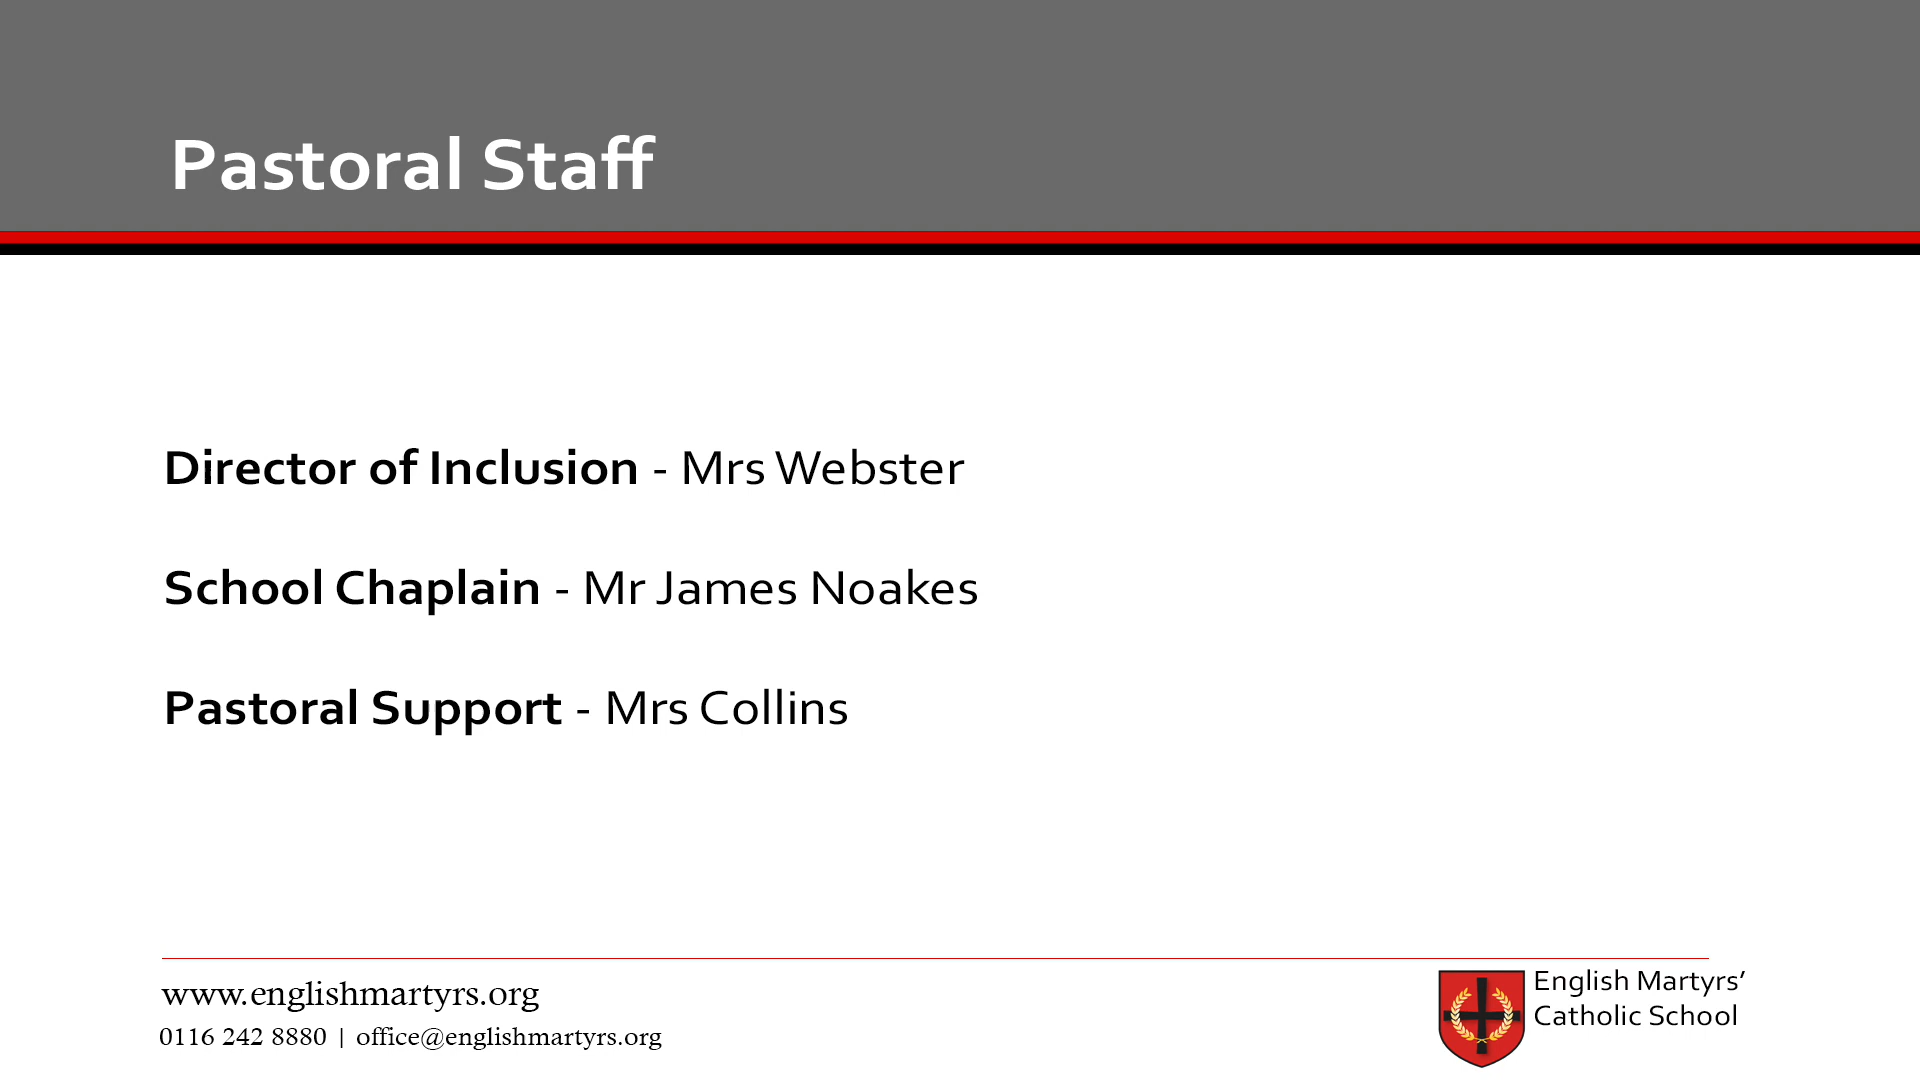 Pastoral Staff
Director of Inclusion - Mrs Webster
School Chaplain - Mr James Noakes
Pastoral Support - Mrs Collins
www.englishmartyrs.org
0116 242 8880 | office@englishmartyrs.org
English Martyrs’
Catholic School